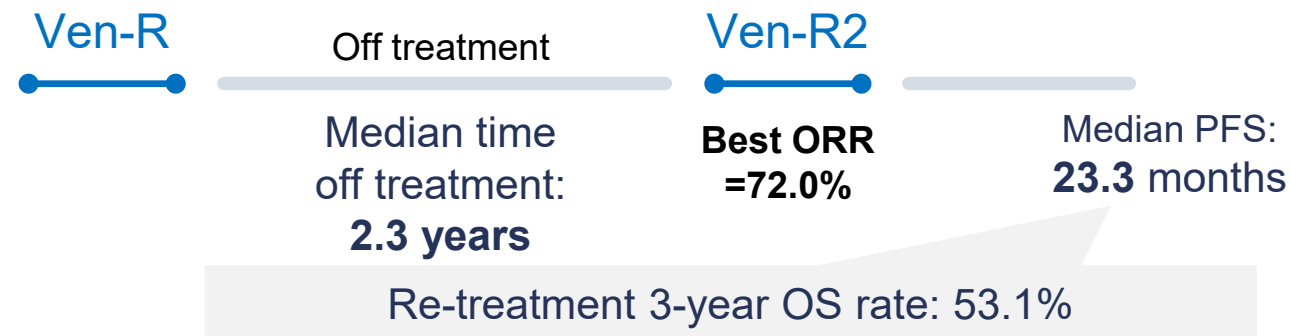 Ven-R
Off treatment
Ven-R2
Median time
off treatment:
2.3 years
Best ORR
=72.0%
Median PFS:
23.3 months
Re-treatment 3-year OS rate: 53.1%